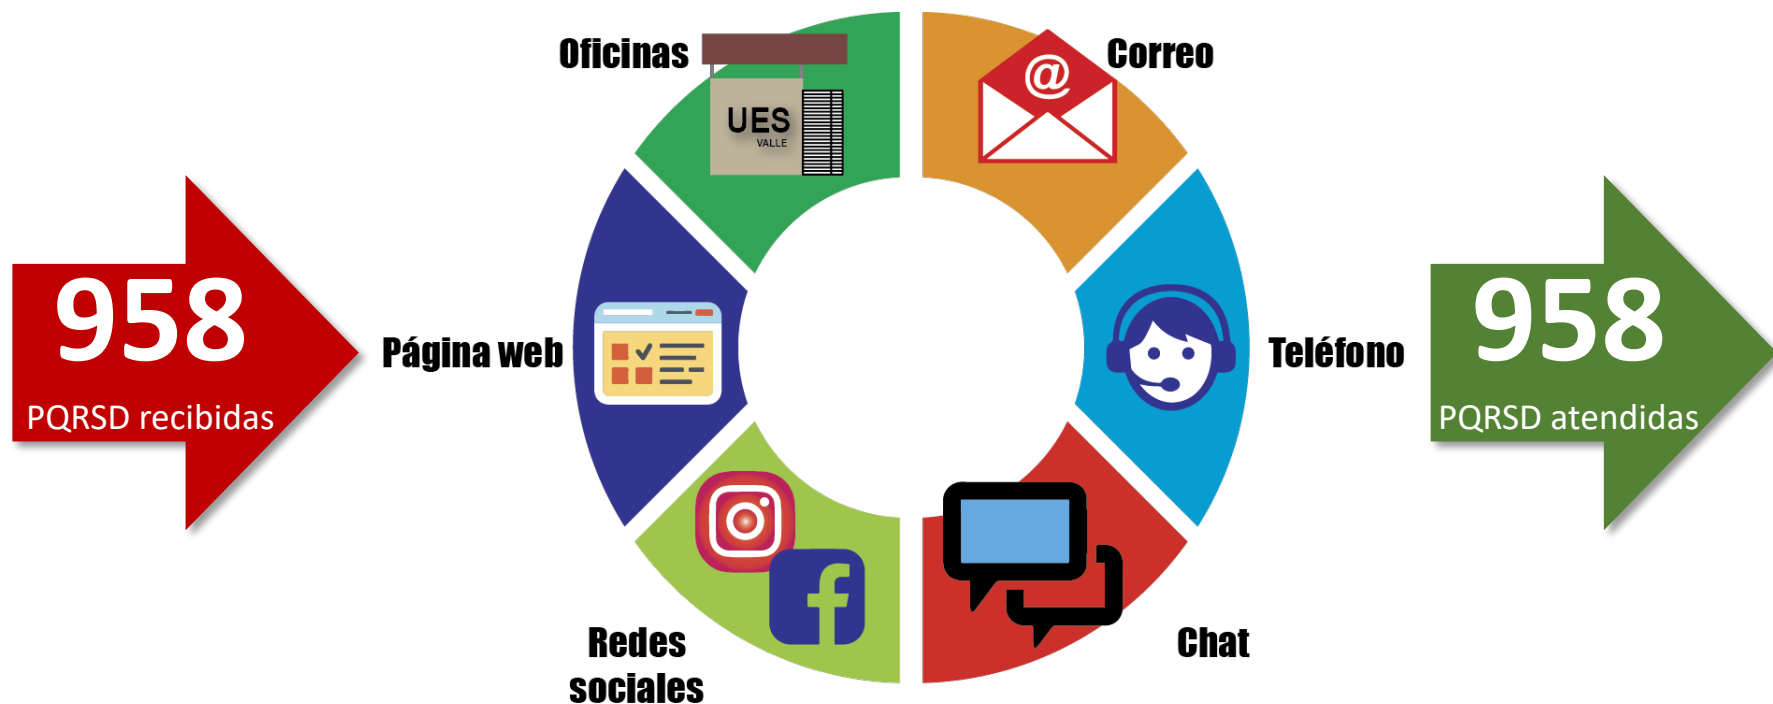 Oficinas
UES
VALLE
Correo
@
958
PQRSD recibidas
Página web
Teléfono
958
PQRSD atendidas
Redes
sociales
Chat